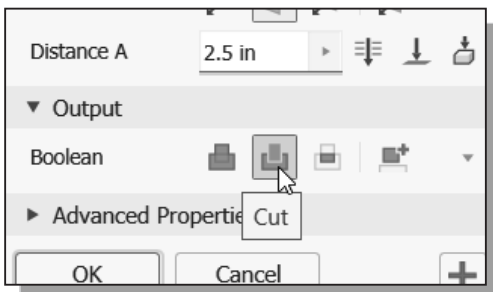 Distance A 2.5 in
Output
Boolean
Advanced Propertie Cut
OK Cancel